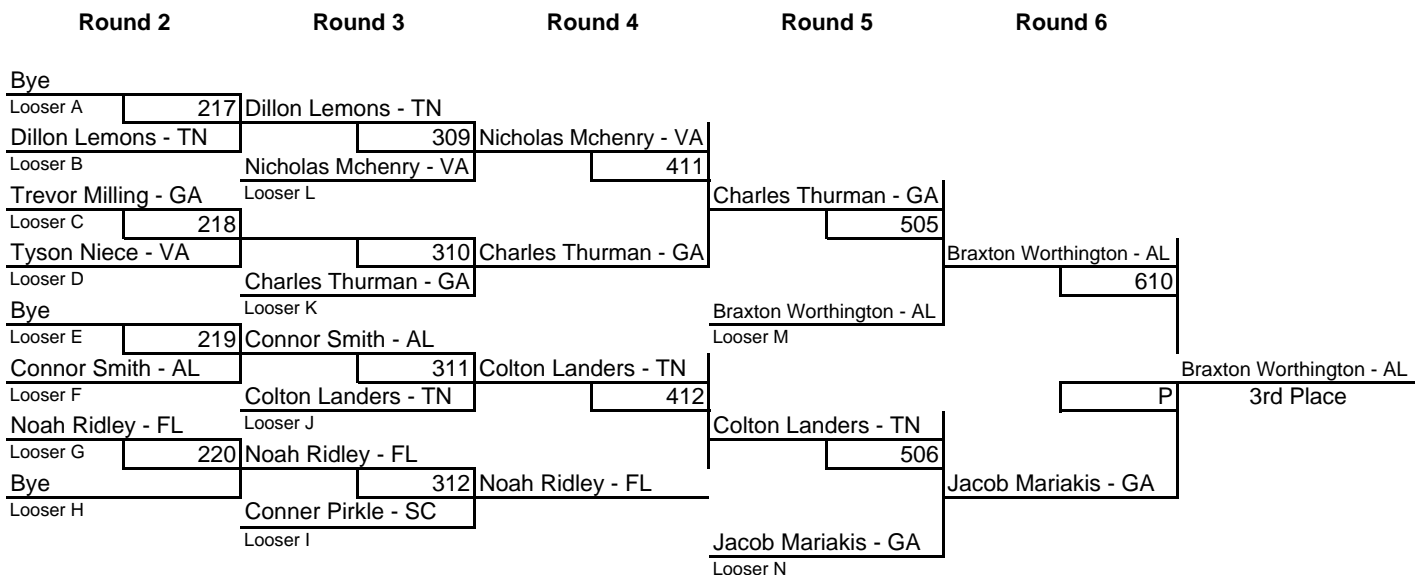 Round 2 Round 3 Round 4 Round 5 Round 6
Bye
Looser A 217 Dillon Lemons - TN
Dillon Lemons - TN 309 Nicholas Mchenry - VA
Looser B Nicholas Mchenry - VA 411
Trevor Milling - GA Looser L Charles Thurman - GA
Looser C 218 505
Tyson Niece - VA 310 Charles Thurman - GA Braxton Worthington - AL
Looser D Charles Thurman - GA 610
Bye Looser K Braxton Worthington - AL
Looser E 219 Connor Smith - AL Looser M
Connor Smith - AL 311 Colton Landers - TN Braxton Worthington - AL
Looser F Colton Landers - TN 412 P 3rd Place
Noah Ridley - FL Looser J Colton Landers - TN
Looser G 220 Noah Ridley - FL 506
Bye 312 Noah Ridley - FL Jacob Mariakis - GA
Looser H Conner Pirkle - SC
Looser I Jacob Mariakis - GA
Looser N